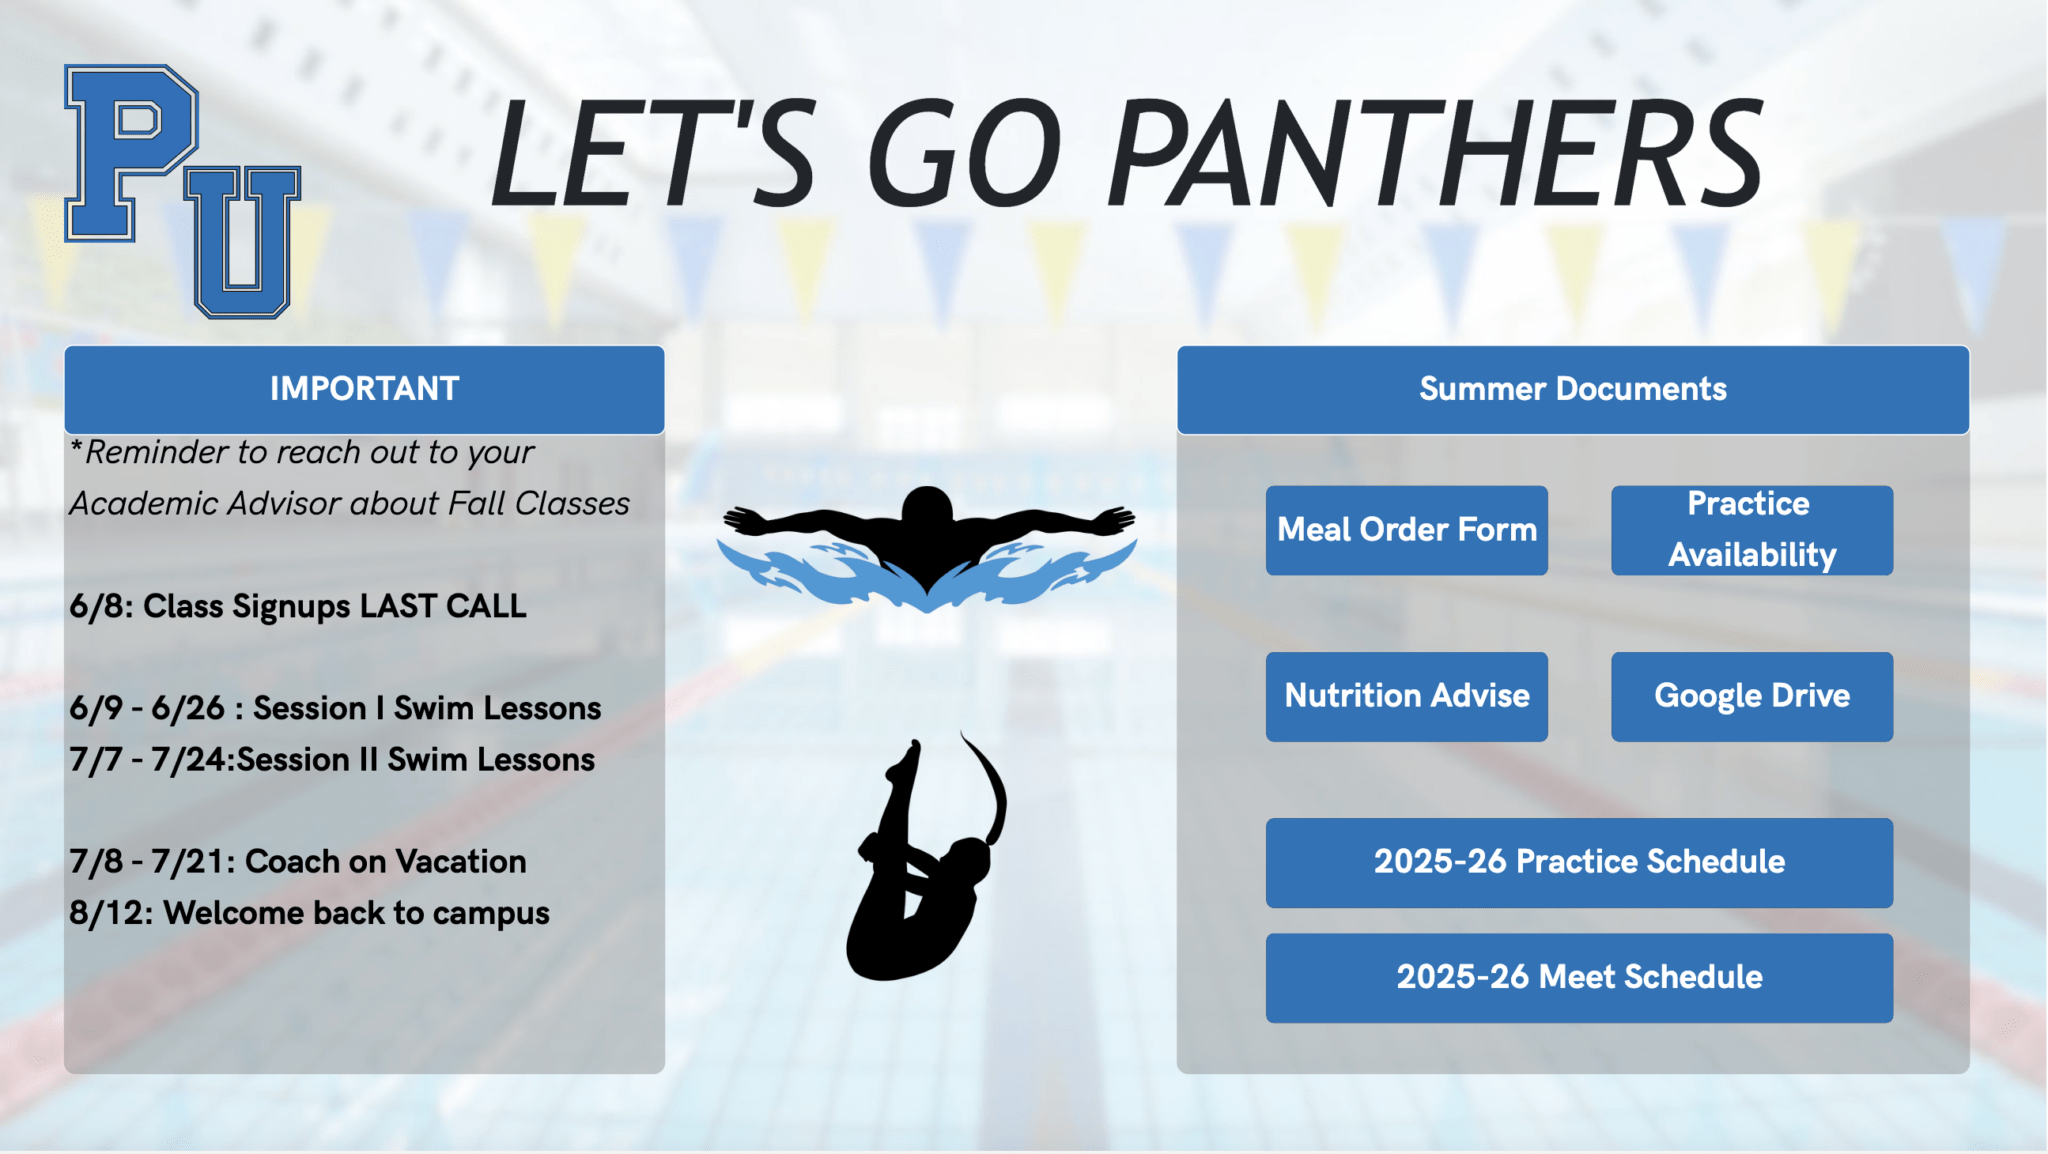 PU
LET'S GO PANTHERS
IMPORTANT
*Reminder to reach out to your
Academic Advisor about Fall Classes
6/8: Class Signups LAST CALL
6/9 - 6/26 : Session I Swim Lessons
7/7 - 7/24:Session II Swim Lessons
7/8 - 7/21: Coach on Vacation
8/12: Welcome back to campus
Summer Documents
Meal Order Form
Practice
Availability
Nutrition Advise
Google Drive
2025-26 Practice Schedule
2025-26 Meet Schedule